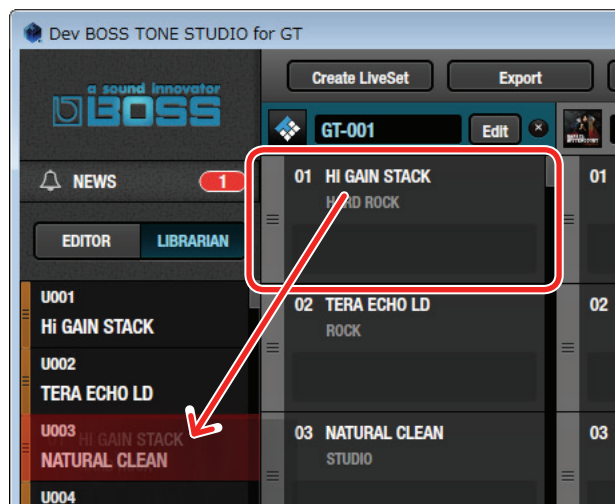 Dev BOSS TONE STUDIO for GT
a sound innovator
BOSS
Create LiveSet
Export
GT-001
Edit
NEWS
1
EDITOR
LIBRARIAN
01 HI GAIN STACK
HARD ROCK
01
U001
Hi GAIN STACK
02 TERA ECHO LD
ROCK
02
U002
TERA ECHO LD
U003
01 HI GAIN STACK
NATURAL CLEAN
03 NATURAL CLEAN
STUDIO
03
U004